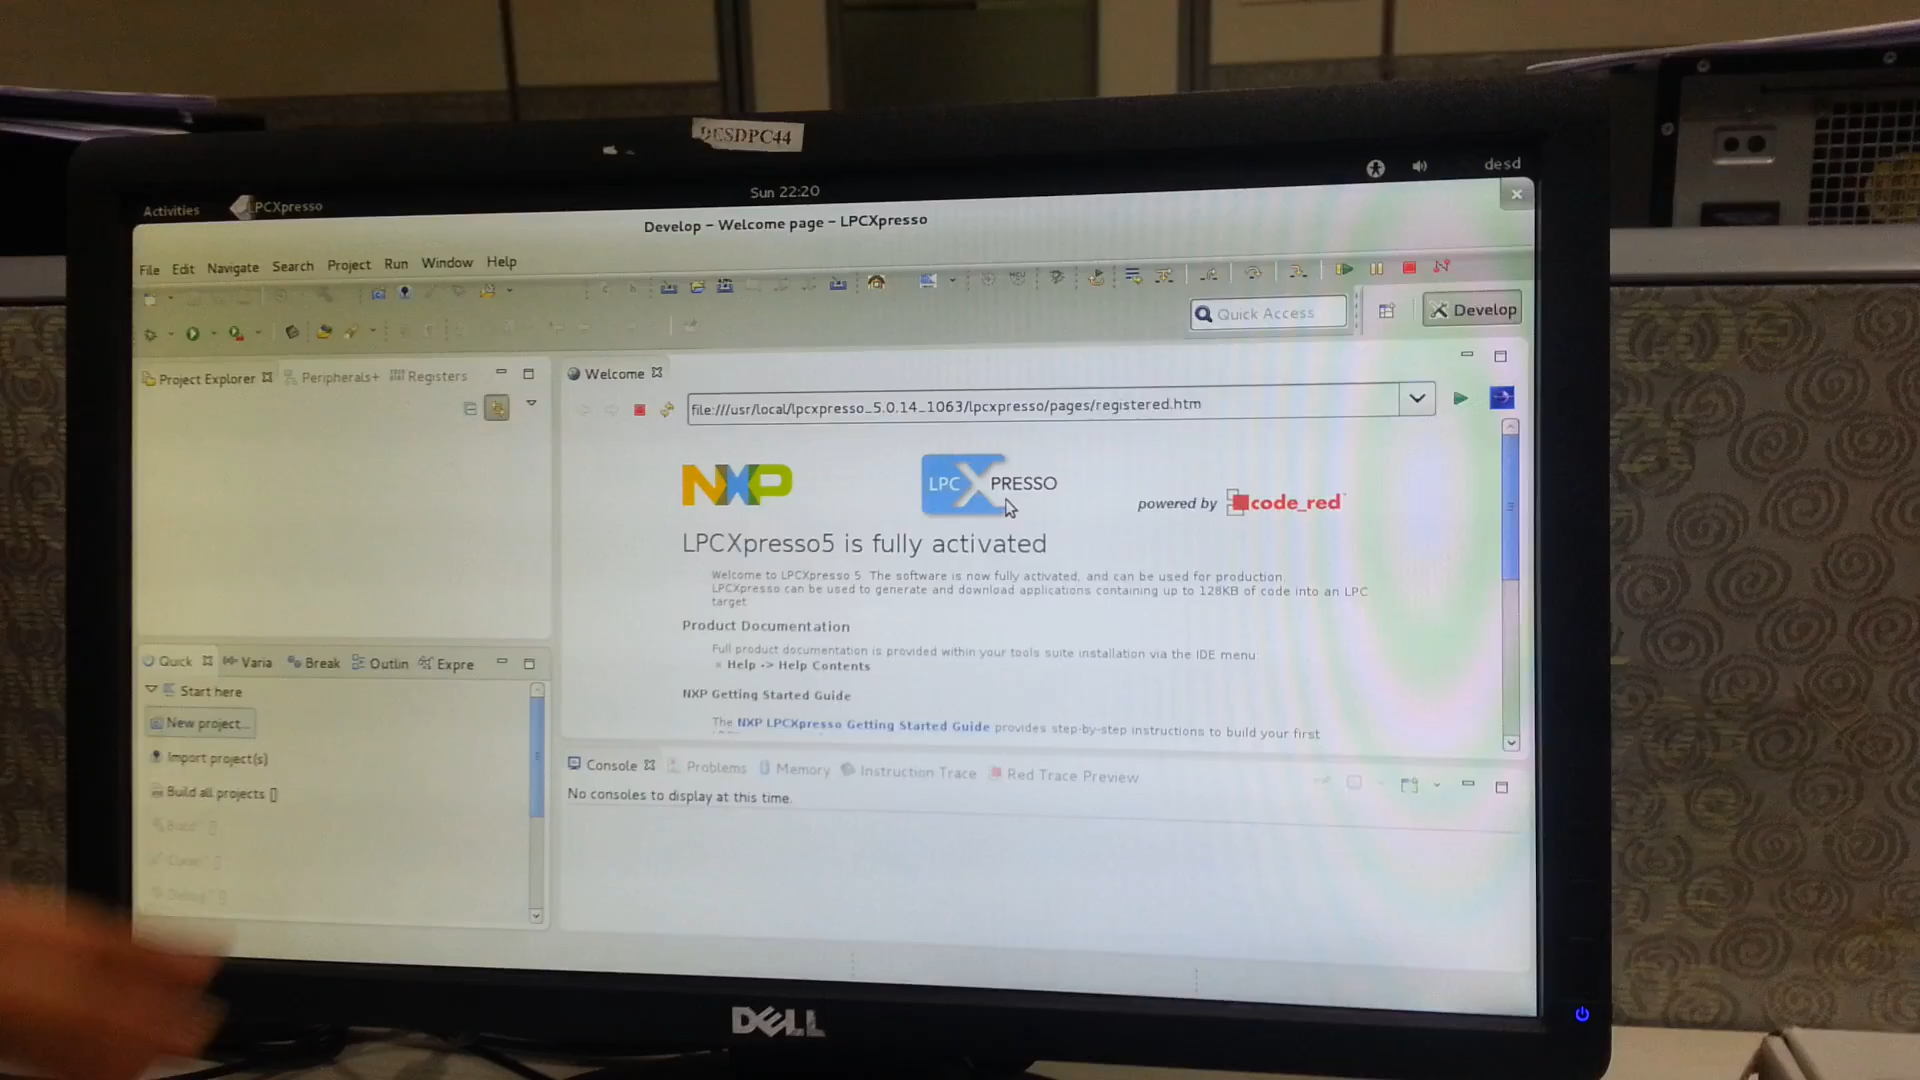 DESDPC44
desd
Sun 22:20
Activities LPCXpresso
Develop – Welcome page – LPCXpresso
File Edit Navigate Search Project Run Window Help
Quick Access
Develop
Project Explorer Peripherals+ Registers
Welcome
file:///usr/local/lpcxpresso_5.0.14_1063/lpcxpresso/pages/registered.htm
NXP
LPCXPRESSO
powered by code_red
LPCXpresso5 is fully activated
Welcome to LPCXpresso 5. The software is now fully activated, and can be used for production.
LPCXpresso can be used to generate and download applications containing up to 128KB of code into an LPC
target
Product Documentation
Full product documentation is provided within your tools suite installation via the IDE menu:
Help -> Help Contents
NXP Getting Started Guide
The NXP LPCXpresso Getting Started Guide provides step-by-step instructions to build your first
Quick Varia Break Outlin Expre
Start here
New project...
Import project(s)
Build all projects []
Console Problems Memory Instruction Trace Red Trace Preview
No consoles to display at this time.
DELL